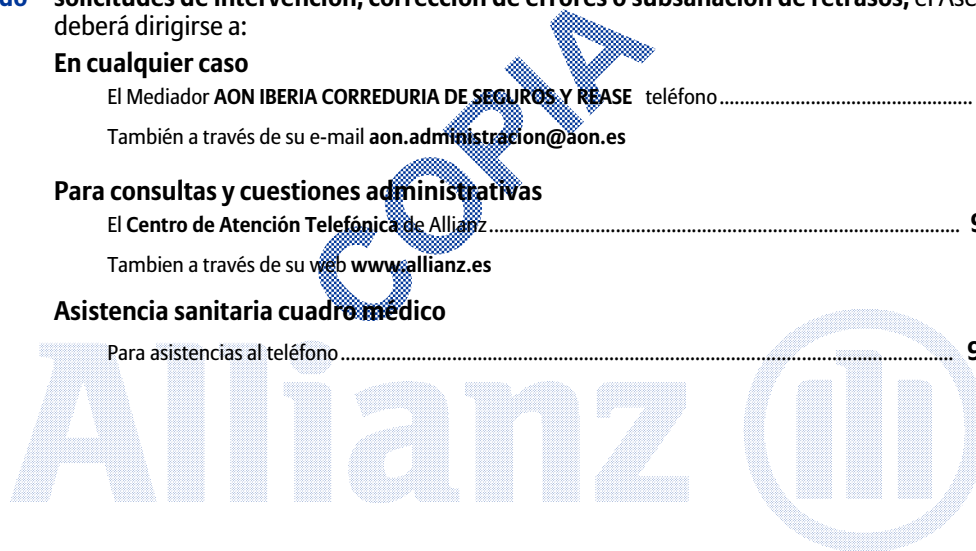 do solicitudes de intervención, corrección de errores o subsanación de retrasos, el Ase
deberá dirigirse a:
En cualquier caso
El Mediador AON IBERIA CORREDURIA DE SEGUROS Y REASE teléfono....................................................
También a través de su e-mail aon.administracion@aon.es
Para consultas y cuestiones administrativas
El Centro de Atención Telefónica de Allianz................................................................................................ 9
Tambien a través de su web www.allianz.es
Asistencia sanitaria cuadro médico
Para asistencias al teléfono............................................................................................................................. 9
COPIA
Allianz